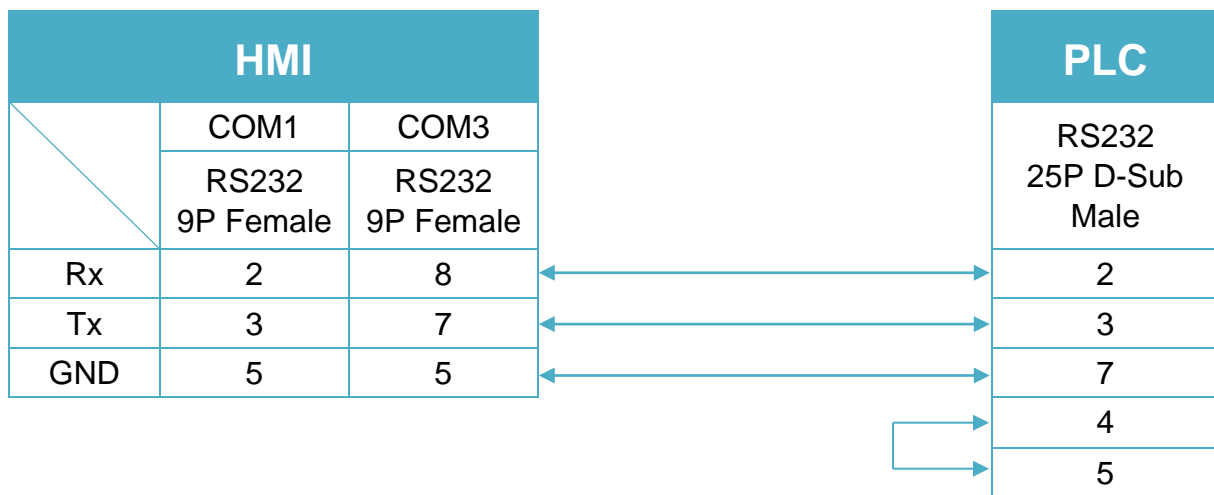 HMI
PLC
COM1 COM3
RS232
9P Female
RS232
9P Female
RS232
25P D-Sub
Male
Rx 2 8 2
Tx 3 7 3
GND 5 5 7
4
5